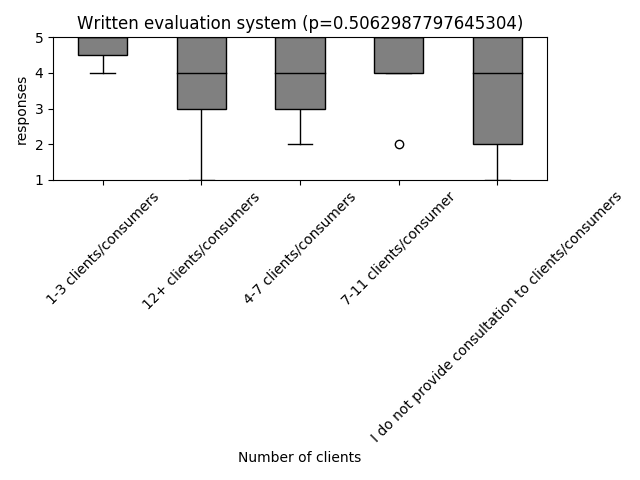 Written evaluation system (p=0.5062987797645304)
5
4
3
2
1
responses
1-3 clients/consumers
12+ clients/consumers
4-7 clients/consumers
7-11 clients/consumer
I do not provide consultation to clients/consumers
Number of clients